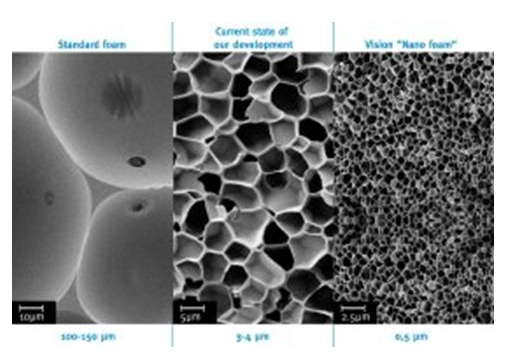 Standard foam
Current state of
our development
Vision "Nano foam"
10µm
5µm
2.5µm
100-150 µm
3-4 µm
0,5 µm